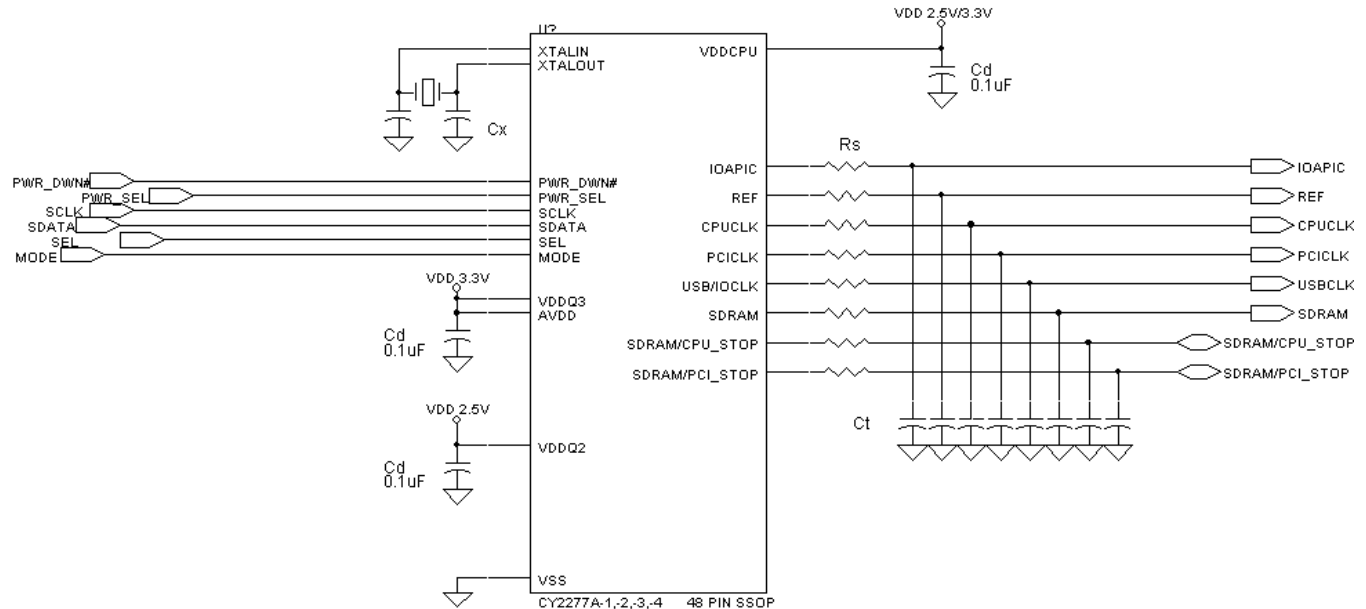 VDD 2.5V/3.3V
U?
XTALIN
XTALOUT
VDDCPU
Cd
0.1uF
Cx
Rs
IOAPIC
IOAPIC
PWR_DWN#
PWR_DWN#
PWR_SEL
PWR_SEL
REF
REF
SCLK
SCLK
SDATA
SDATA
CPUCLK
CPUCLK
SEL
SEL
MODE
MODE
PCICLK
PCICLK
VDD 3.3V
USB/IOCLK
USBCLK
VDDQ3
AVDD
SDRAM
SDRAM
Cd
0.1uF
SDRAM/CPU_STOP
SDRAM/CPU_STOP
SDRAM/PCI_STOP
SDRAM/PCI_STOP
VDD 2.5V
Ct
VDDQ2
Cd
0.1uF
VSS
CY2277A-1,-2,-3,-4 48 PIN SSOP